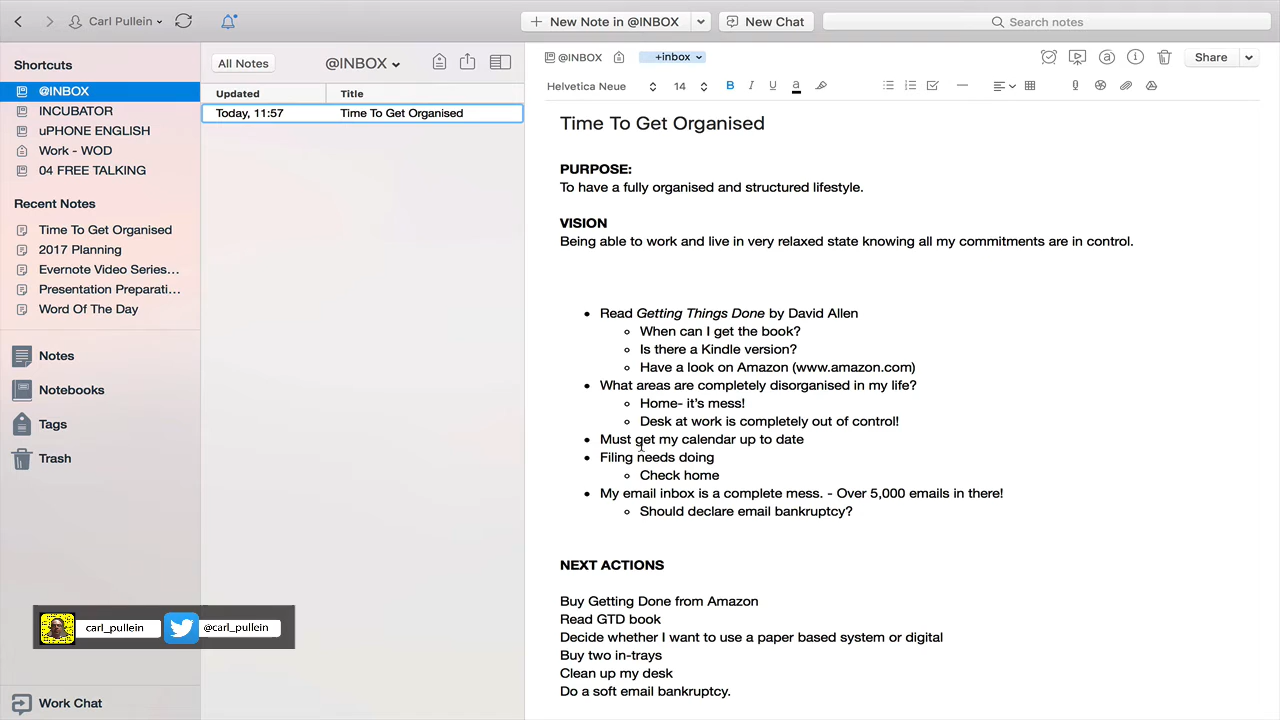 Carl Pullein
New Note in @INBOX
New Chat
Search notes
Shortcuts
@INBOX
INCUBATOR
uPHONE ENGLISH
Work - WOD
04 FREE TALKING
Recent Notes
Time To Get Organised
2017 Planning
Evernote Video Series...
Presentation Preparati...
Word Of The Day
Notes
Notebooks
Tags
Trash
carl_pullein
@carl_pullein
Work Chat
All Notes
@INBOX
Updated Title
Today, 11:57 Time To Get Organised
@INBOX +inbox
Share
Helvetica Neue 14 B I U a
Time To Get Organised
PURPOSE:
To have a fully organised and structured lifestyle.
VISION
Being able to work and live in very relaxed state knowing all my commitments are in control.
• Read Getting Things Done by David Allen
◦ When can I get the book?
◦ Is there a Kindle version?
◦ Have a look on Amazon (www.amazon.com)
• What areas are completely disorganised in my life?
◦ Home- it's mess!
◦ Desk at work is completely out of control!
• Must get my calendar up to date
• Filing needs doing
◦ Check home
• My email inbox is a complete mess. - Over 5,000 emails in there!
◦ Should declare email bankruptcy?
NEXT ACTIONS
Buy Getting Done from Amazon
Read GTD book
Decide whether I want to use a paper based system or digital
Buy two in-trays
Clean up my desk
Do a soft email bankruptcy.